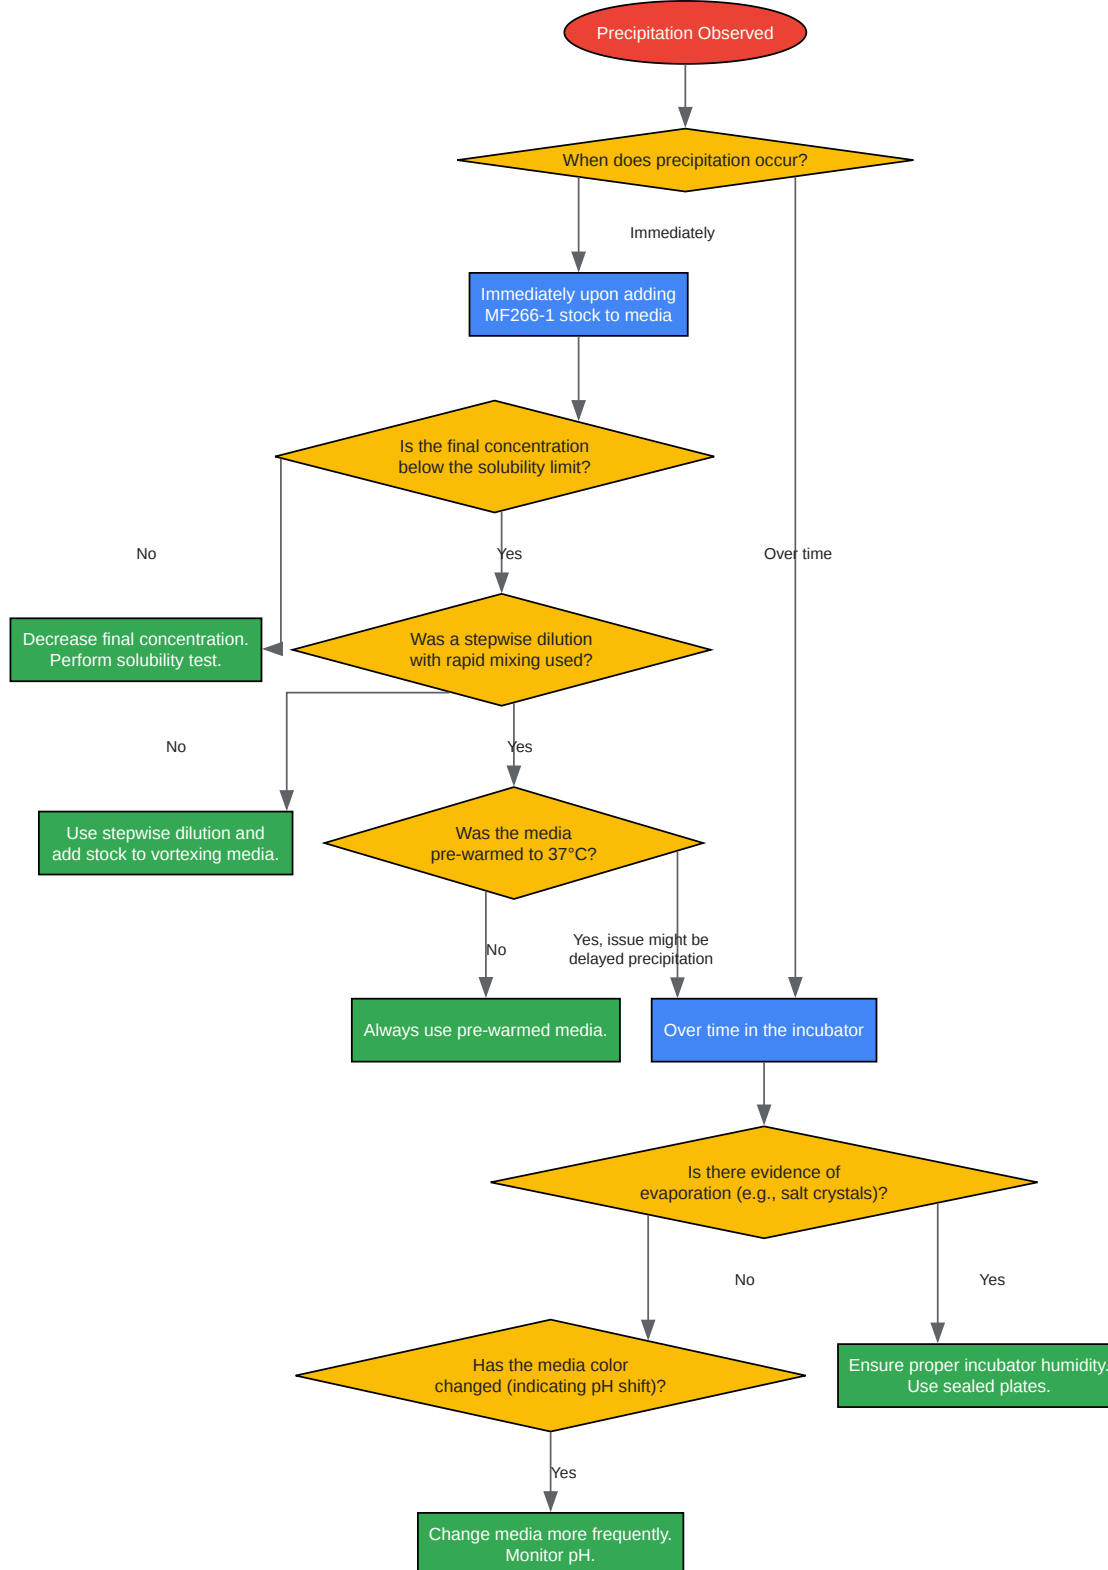 Precipitation Observed
When does precipitation occur?
Immediately
Immediately upon adding
MF266-1 stock to media
Is the final concentration
below the solubility limit?
No
Yes
Over time
Decrease final concentration.
Perform solubility test.
Was a stepwise dilution
with rapid mixing used?
No
Yes
Use stepwise dilution and
add stock to vortexing media.
Was the media
pre-warmed to 37°C?
No
Yes, issue might be
delayed precipitation
Always use pre-warmed media.
Over time in the incubator
Is there evidence of
evaporation (e.g., salt crystals)?
No
Yes
Has the media color
changed (indicating pH shift)?
Ensure proper incubator humidity.
Use sealed plates.
Yes
Change media more frequently.
Monitor pH.